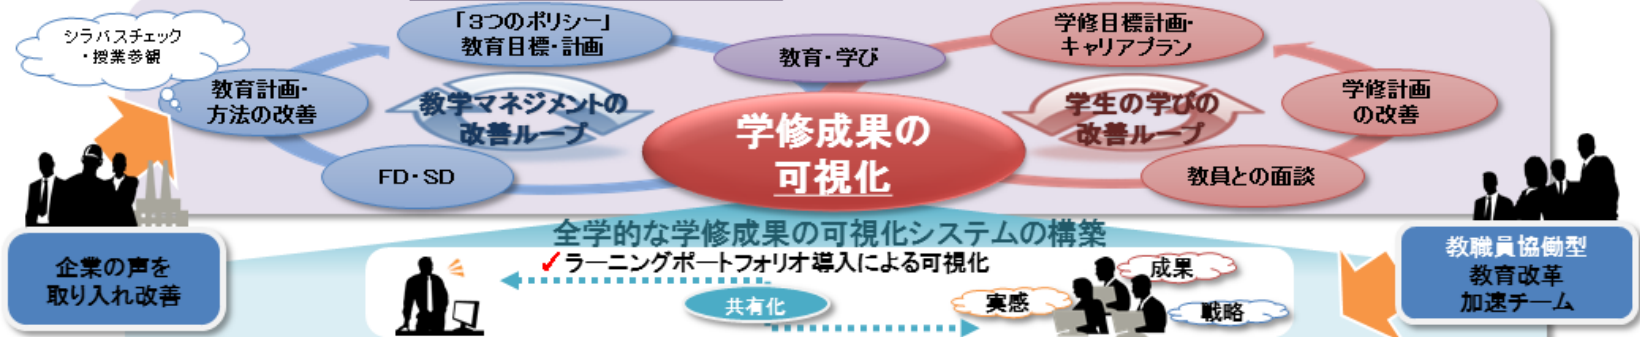 シラバスチェック
・授業参観
「3つのポリシー」
教育目標・計画
教育・学び
学修目標計画・
キャリアプラン
教育計画・
方法の改善
教学マネジメントの
改善ループ
学修成果の
可視化
学生の学びの
改善ループ
学修計画
の改善
FD・SD
教員との面談
全学的な学修成果の可視化システムの構築
✓ラーニングポートフォリオ導入による可視化
企業の声を
取り入れ改善
共有化
成果
実感
戦略
教職員協働型
教育改革
加速チーム